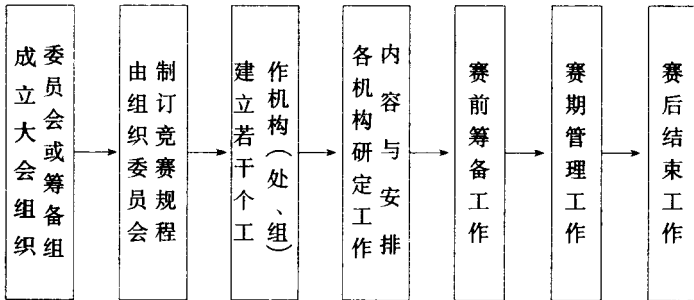 成立大会组织
委员会或筹备组
由组织委员会
制订竞赛规程
建立若干个工
作机构(处、组)
各机构研定工作
内容与安排
赛前筹备工作
赛期管理工作
赛后结束工作